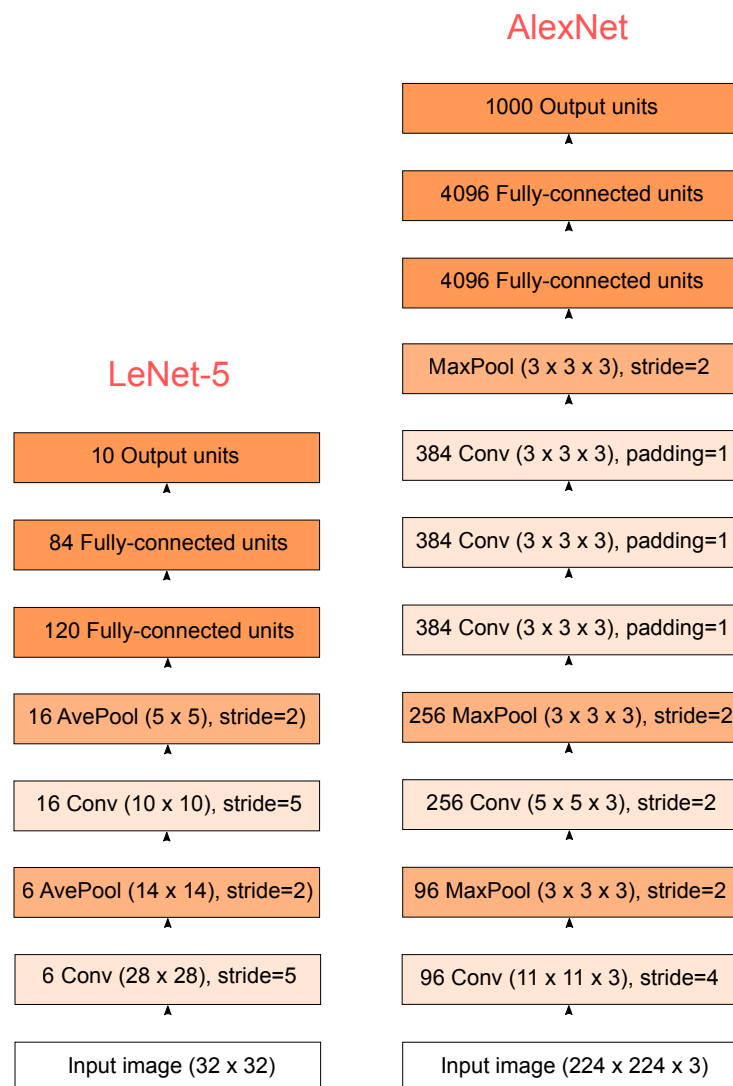 AlexNet
1000 Output units
4096 Fully-connected units
4096 Fully-connected units
MaxPool (3 x 3 x 3), stride=2
384 Conv (3 x 3 x 3), padding=1
384 Conv (3 x 3 x 3), padding=1
384 Conv (3 x 3 x 3), padding=1
256 MaxPool (3 x 3 x 3), stride=2
256 Conv (5 x 5 x 3), stride=2
96 MaxPool (3 x 3 x 3), stride=2
96 Conv (11 x 11 x 3), stride=4
Input image (224 x 224 x 3)
LeNet-5
10 Output units
84 Fully-connected units
120 Fully-connected units
16 AvePool (5 x 5), stride=2)
16 Conv (10 x 10), stride=5
6 AvePool (14 x 14), stride=2)
6 Conv (28 x 28), stride=5
Input image (32 x 32)